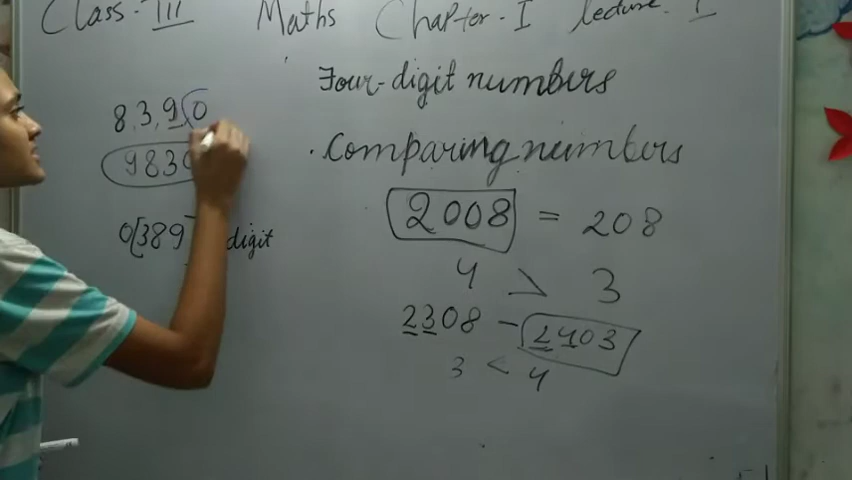 Class - III Maths Chapter - I lecture. I
Four-digit numbers
8,3,9,0
983
Comparing numbers
2008 = 208
0389 digit
4 > 3
2308 - 2403
3 < 4